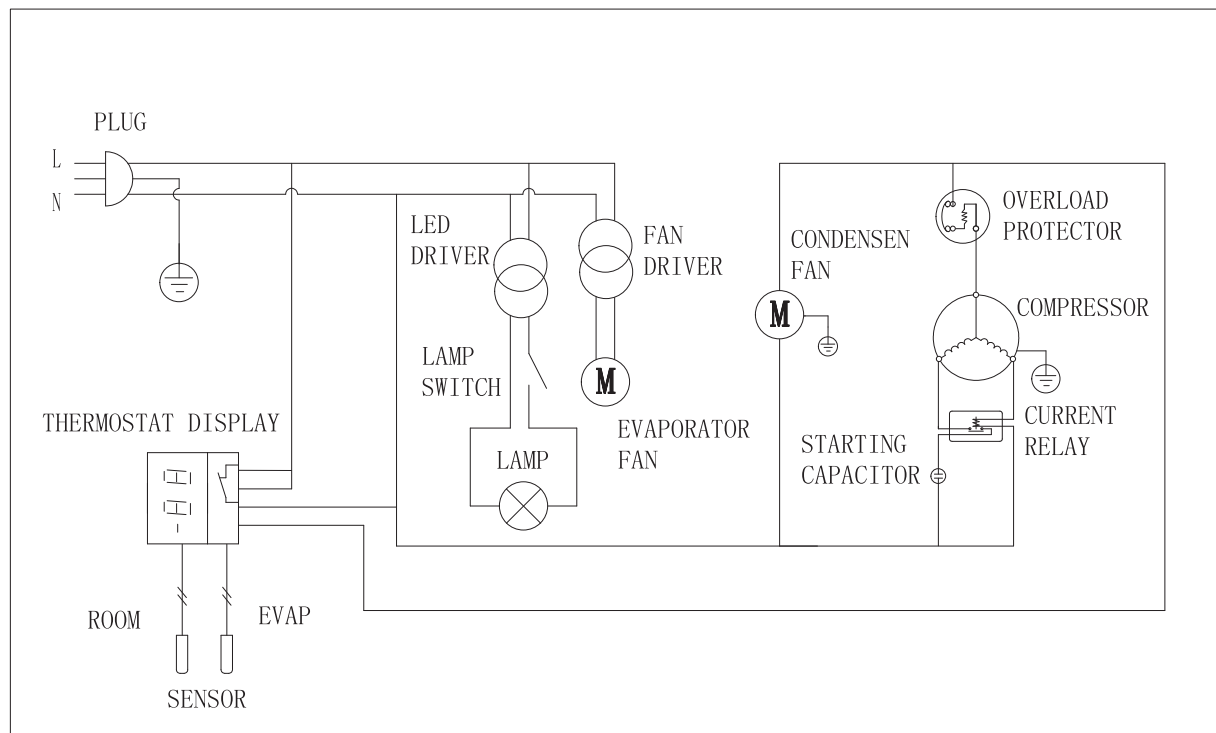 PLUG
L
N
LED
DRIVER
FAN
DRIVER
CONDENSEN
FAN
OVERLOAD
PROTECTOR
M
COMPRESSOR
LAMP
SWITCH
M
THERMOSTAT DISPLAY
EVAPORATOR
FAN
CURRENT
RELAY
STARTING
CAPACITOR
LAMP
ROOM
EVAP
SENSOR